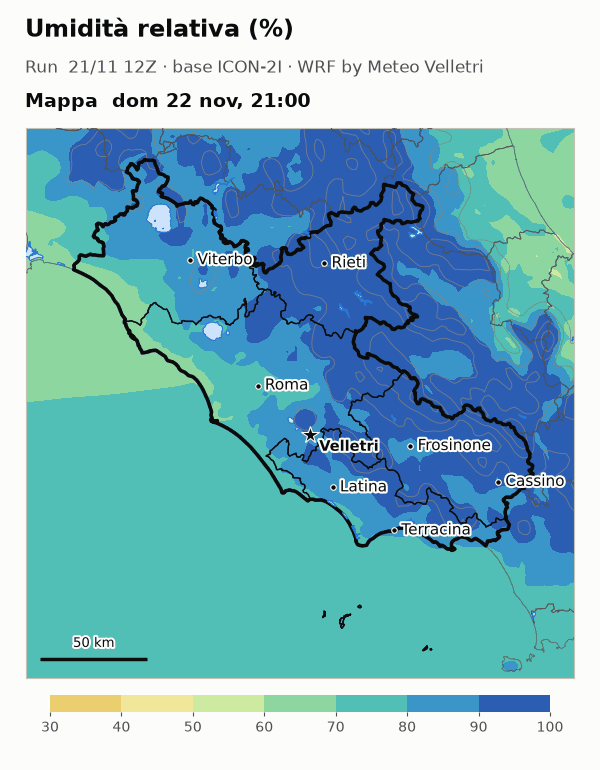 Umidità relativa (%)
Run  21/11 12Z · base ICON-2I · WRF by Meteo Velletri
Mappa  dom 22 nov, 21:00
Viterbo
Rieti
Roma
Velletri
Frosinone
Cassino
Latina
Terracina
50 km
30 40 50 60 70 80 90 100